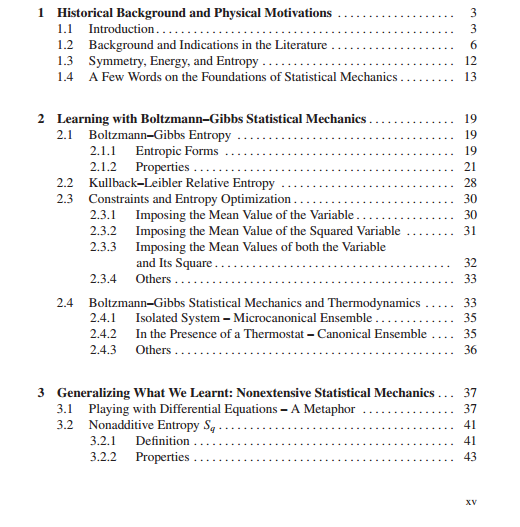 1 Historical Background and Physical Motivations . . . . . . . . . . . . . . . . . . . 3
1.1 Introduction. . . . . . . . . . . . . . . . . . . . . . . . . . . . . . . . . . . . . . . . . . . . . . . . 3
1.2 Background and Indications in the Literature . . . . . . . . . . . . . . . . . . . . 6
1.3 Symmetry, Energy, and Entropy . . . . . . . . . . . . . . . . . . . . . . . . . . . . . . . 12
1.4 A Few Words on the Foundations of Statistical Mechanics . . . . . . . . . 13
2 Learning with Boltzmann–Gibbs Statistical Mechanics . . . . . . . . . . . . . . 19
2.1 Boltzmann–Gibbs Entropy . . . . . . . . . . . . . . . . . . . . . . . . . . . . . . . . . . . 19
2.1.1 Entropic Forms . . . . . . . . . . . . . . . . . . . . . . . . . . . . . . . . . . . . . 19
2.1.2 Properties . . . . . . . . . . . . . . . . . . . . . . . . . . . . . . . . . . . . . . . . . . 21
2.2 Kullback–Leibler Relative Entropy . . . . . . . . . . . . . . . . . . . . . . . . . . . . 28
2.3 Constraints and Entropy Optimization . . . . . . . . . . . . . . . . . . . . . . . . . . 30
2.3.1 Imposing the Mean Value of the Variable . . . . . . . . . . . . . . . . 30
2.3.2 Imposing the Mean Value of the Squared Variable . . . . . . . . 31
2.3.3 Imposing the Mean Values of both the Variable
and Its Square . . . . . . . . . . . . . . . . . . . . . . . . . . . . . . . . . . . . . . 32
2.3.4 Others . . . . . . . . . . . . . . . . . . . . . . . . . . . . . . . . . . . . . . . . . . . . . 33
2.4 Boltzmann–Gibbs Statistical Mechanics and Thermodynamics . . . . . 33
2.4.1 Isolated System – Microcanonical Ensemble . . . . . . . . . . . . . 35
2.4.2 In the Presence of a Thermostat – Canonical Ensemble . . . . 35
2.4.3 Others . . . . . . . . . . . . . . . . . . . . . . . . . . . . . . . . . . . . . . . . . . . . . 36
3 Generalizing What We Learnt: Nonextensive Statistical Mechanics . . . 37
3.1 Playing with Differential Equations – A Metaphor . . . . . . . . . . . . . . . 37
3.2 Nonadditive Entropy Sq . . . . . . . . . . . . . . . . . . . . . . . . . . . . . . . . . . . . . . 41
3.2.1 Definition . . . . . . . . . . . . . . . . . . . . . . . . . . . . . . . . . . . . . . . . . . 41
3.2.2 Properties . . . . . . . . . . . . . . . . . . . . . . . . . . . . . . . . . . . . . . . . . . 43
xv